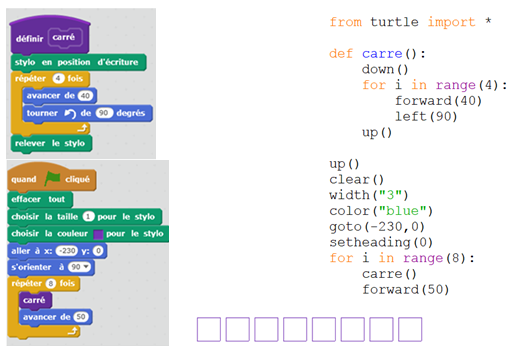 définir carré
stylo en position d'écriture
répéter 4 fois
avancer de 40
tourner de 90 degrés
relever le stylo
quand cliqué
effacer tout
choisir la taille 1 pour le stylo
choisir la couleur pour le stylo
aller à x: -230 y: 0
s'orienter à 90
répéter 8 fois
carré
avancer de 50
from turtle import *
def carre():
down()
for i in range(4):
forward(40)
left(90)
up()
up()
clear()
width("3")
color("blue")
goto(-230,0)
setheading(0)
for i in range(8):
carre()
forward(50)